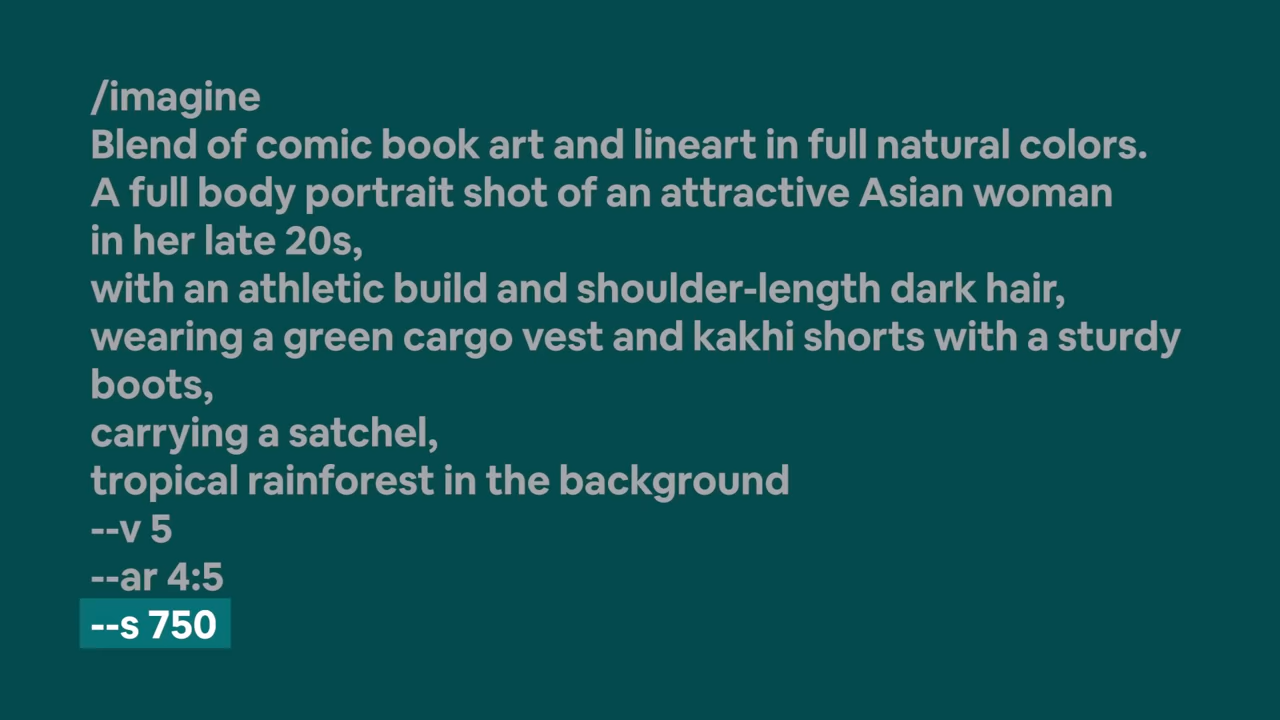 /imagine
Blend of comic book art and lineart in full natural colors.
A full body portrait shot of an attractive Asian woman
in her late 20s,
with an athletic build and shoulder-length dark hair,
wearing a green cargo vest and kakhi shorts with a sturdy
boots,
carrying a satchel,
tropical rainforest in the background
--v 5
--ar 4:5
--s 750